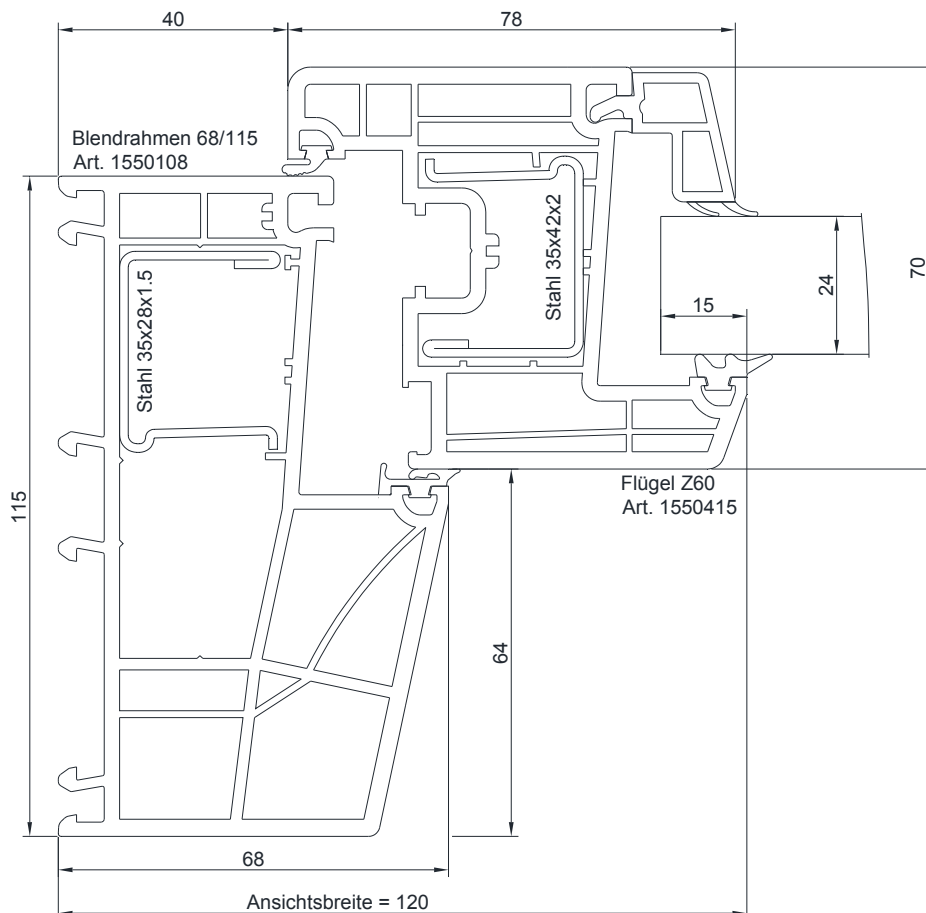 40
78
Blendrahmen 68/115
Art. 1550108
Stahl 35x28x1.5
Stahl 35x42x2
15
24
70
115
Flügel Z60
Art. 1550415
64
68
Ansichtsbreite = 120